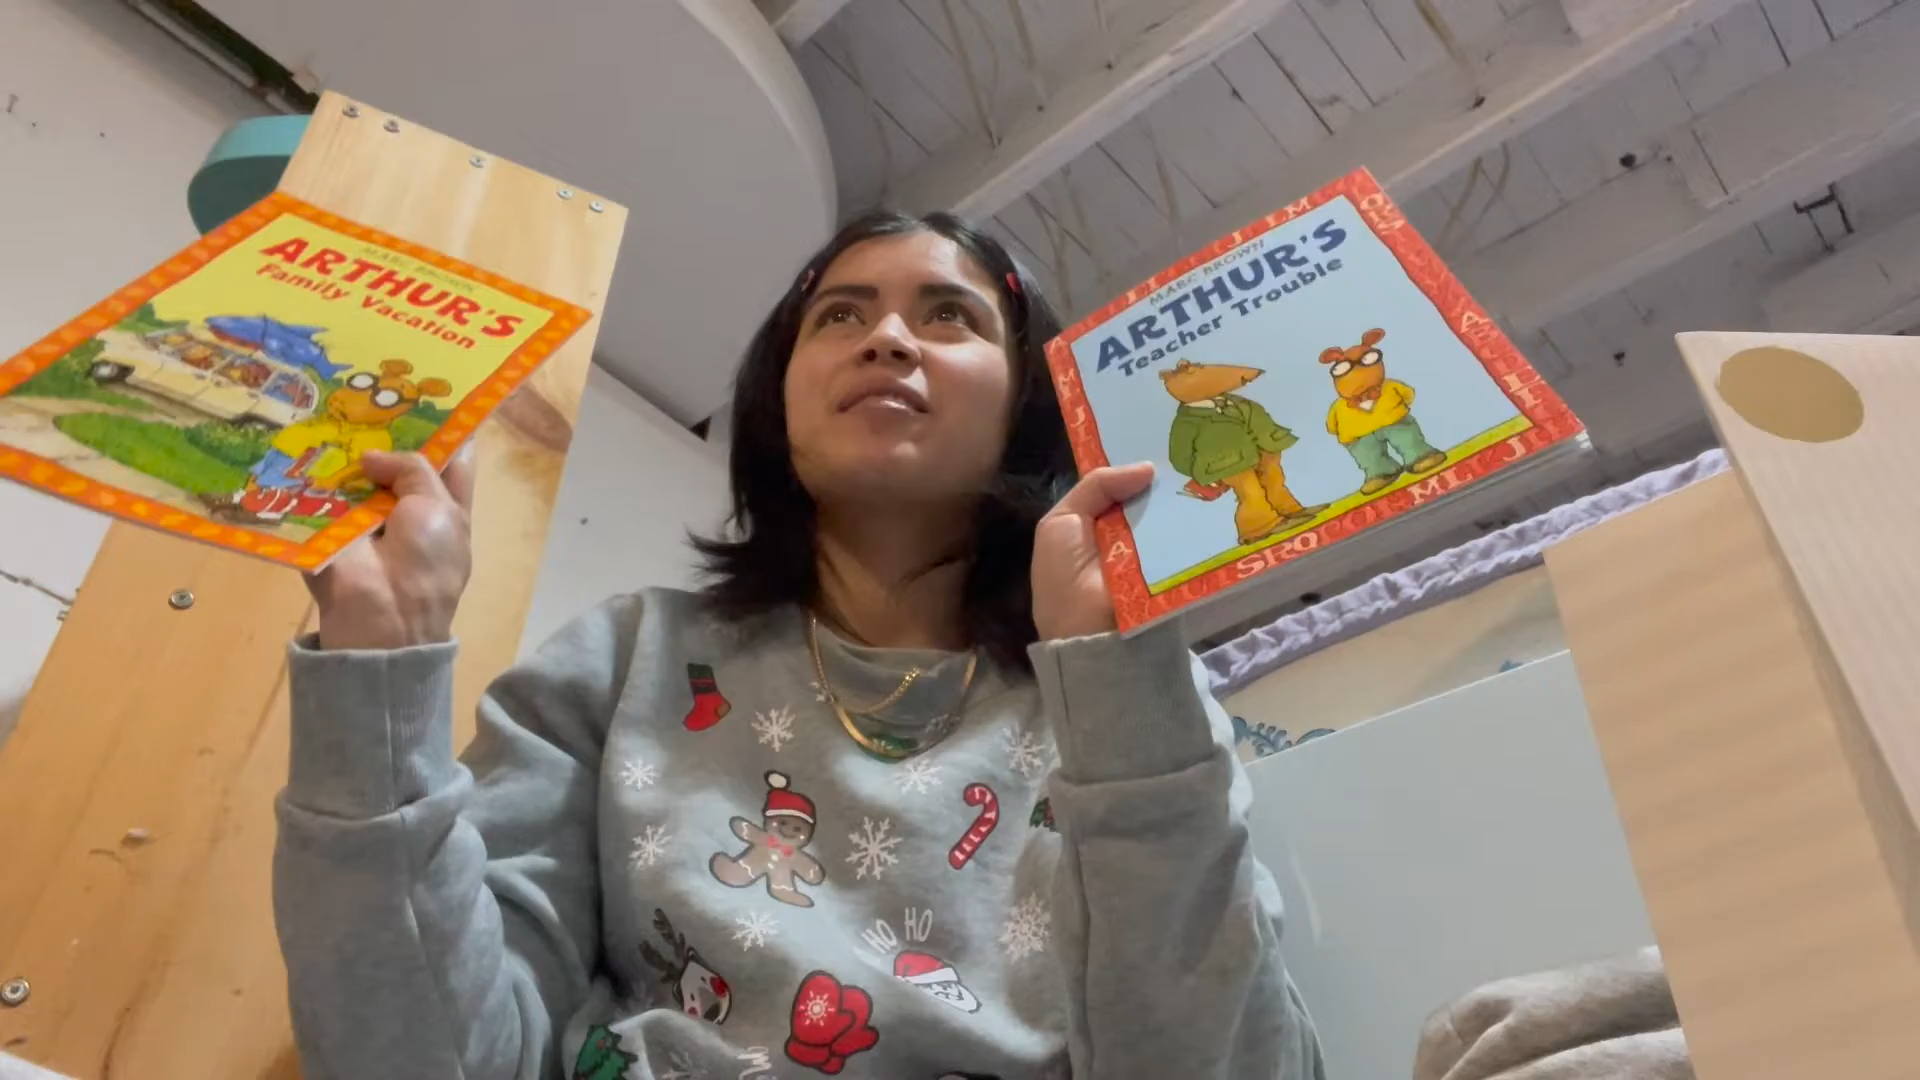 MARC BROWN
ARTHUR'S
Family Vacation
MARC BROWN
ARTHUR'S
Teacher Trouble
HO HO